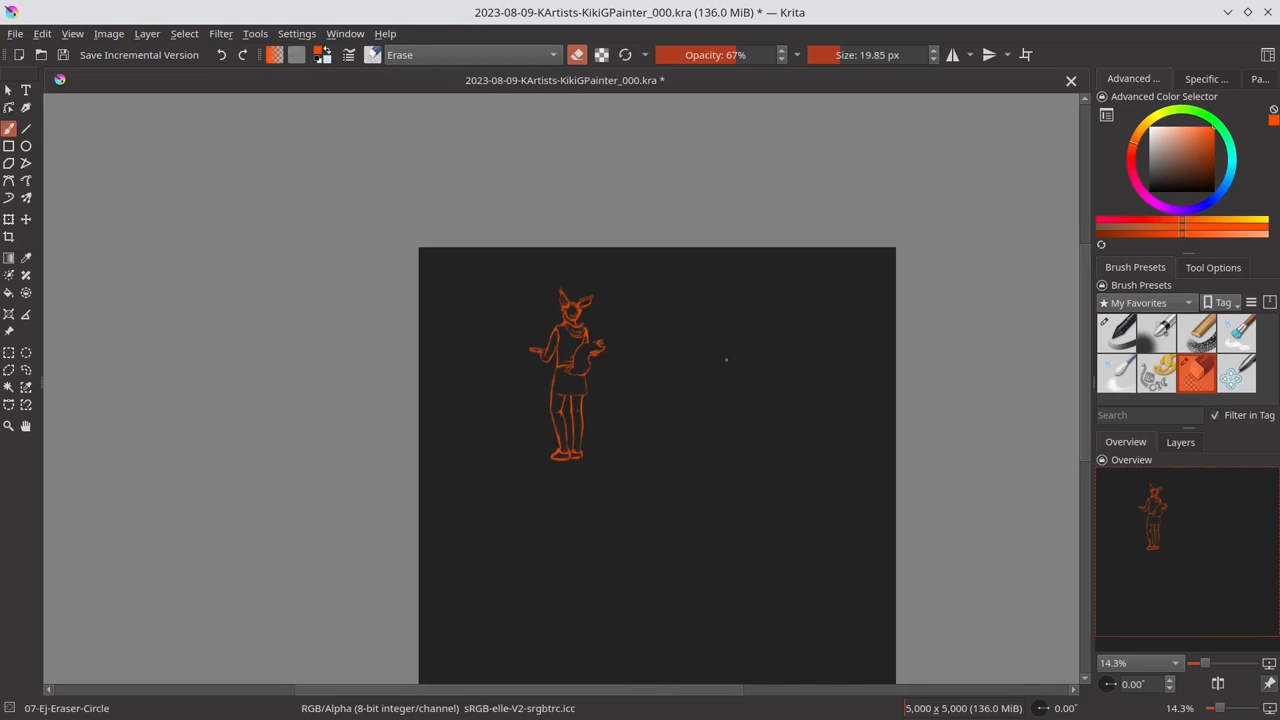 2023-08-09-KArtists-KikiGPainter_000.kra (136.0 MiB) * — Krita
File Edit View Image Layer Select Filter Tools Settings Window Help
Save Incremental Version Erase Opacity: 67% Size: 19.85 px
2023-08-09-KArtists-KikiGPainter_000.kra *
Advanced ... Specific ... Pa...
Advanced Color Selector
Brush Presets Tool Options
Brush Presets
★ My Favorites Tag
Search Filter in Tag
Overview Layers
Overview
14.3%
0.00°
07-Ej-Eraser-Circle RGB/Alpha (8-bit integer/channel) sRGB-elle-V2-srgbtrc.icc 5,000 x 5,000 (136.0 MiB) 0.00° 14.3%